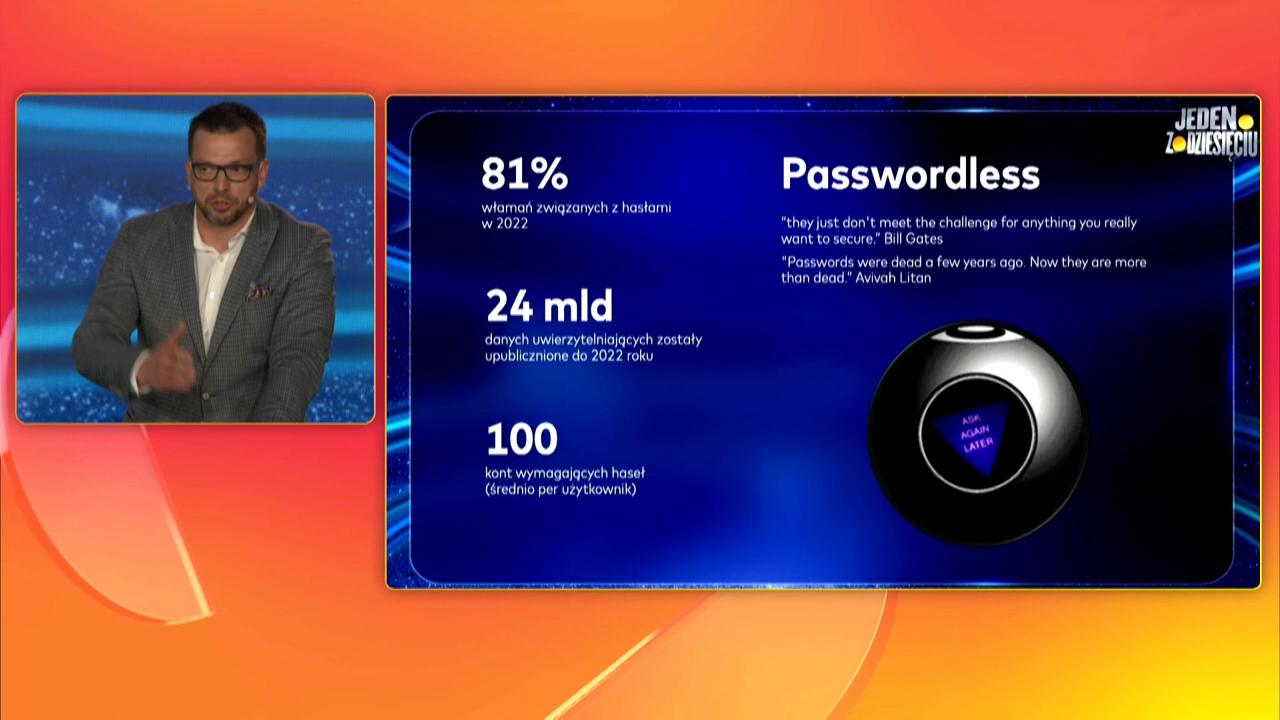 JEDEN
Z DZIESIĘCIU
81%
włamań związanych z hasłami
w 2022
24 mld
danych uwierzytelniających zostały
upublicznione do 2022 roku
100
kont wymagających haseł
(średnio per użytkownik)
Passwordless
"they just don't meet the challenge for anything you really
want to secure." Bill Gates
"Passwords were dead a few years ago. Now they are more
than dead." Avivah Litan
ASK
AGAIN
LATER